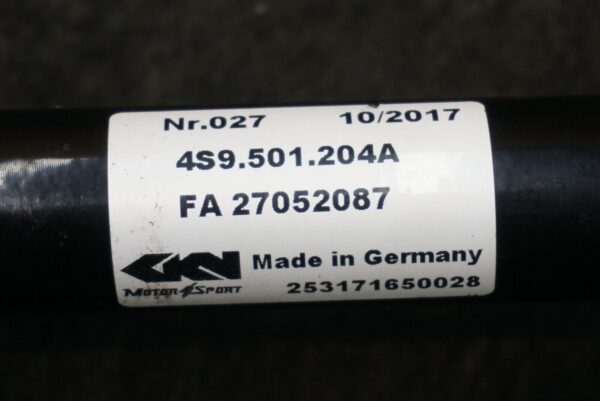 Nr.027 10/2017
4S9.501.204A
FA 27052087
GKN Made in Germany
MOTORSPORT 253171650028